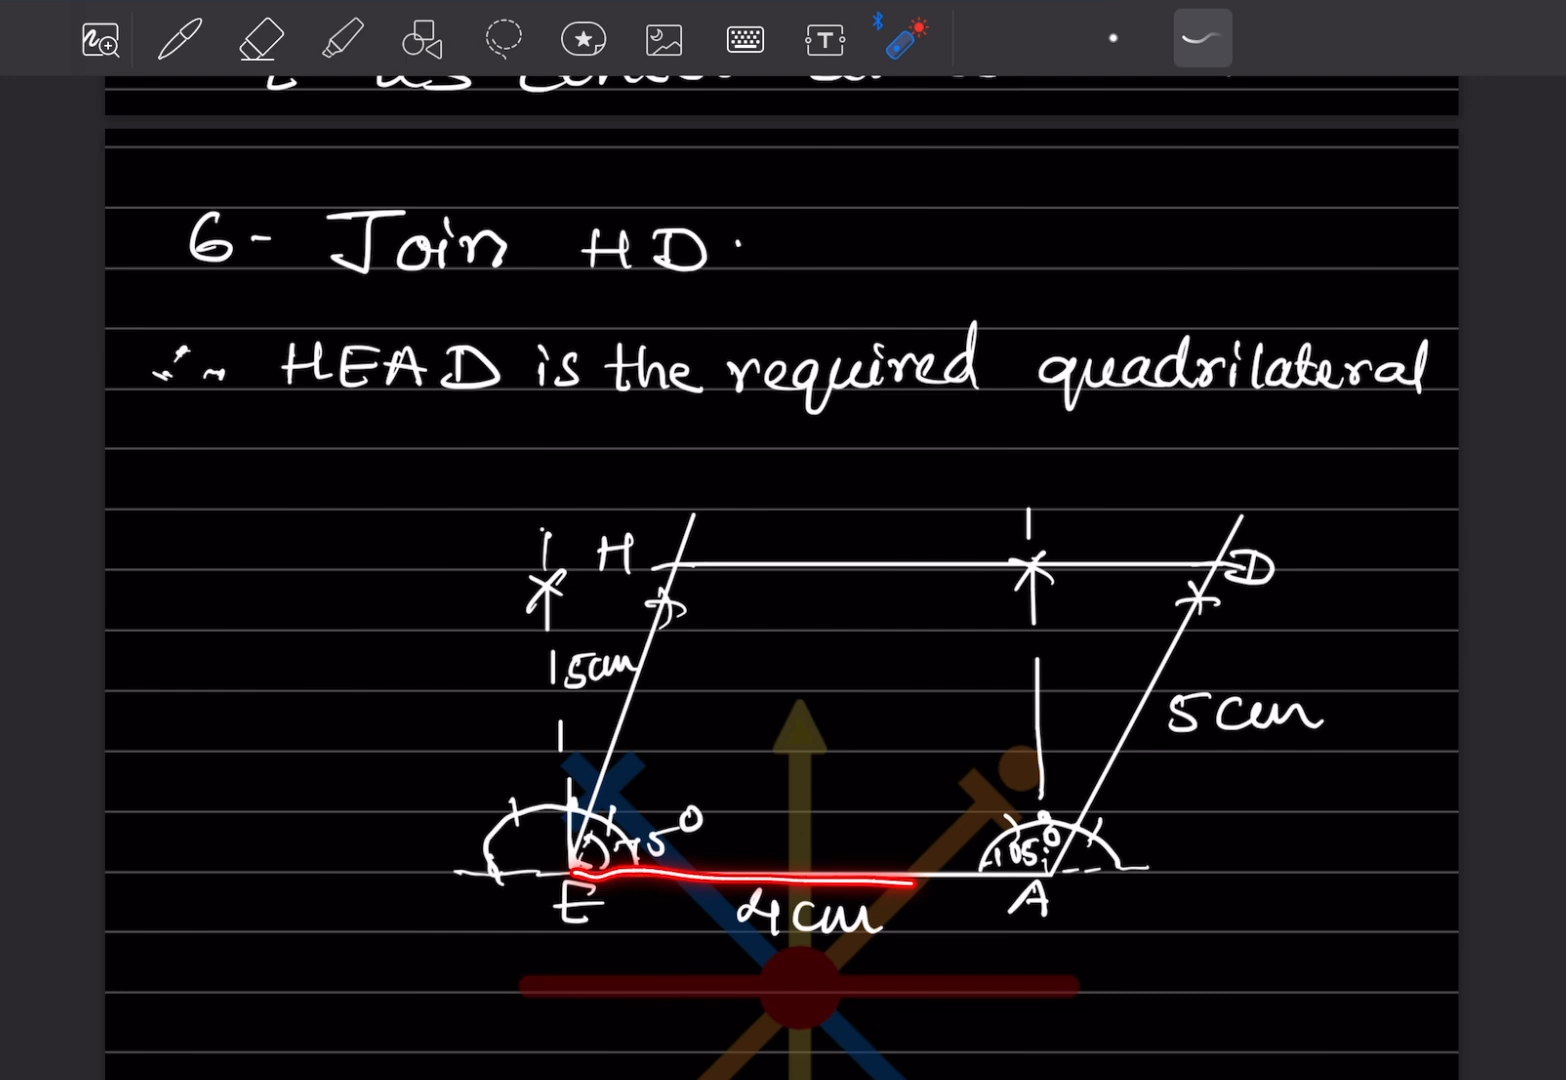 6- Join HD.
∴ HEAD is the required quadrilateral
H
D
5cm
5cm
75°
105°
E
4cm
A